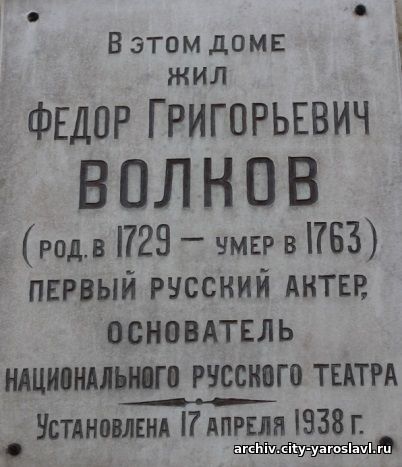 В этом доме
жил
Федор Григорьевич
ВОЛКОВ
(род. в 1729 – умер в 1763)
первый русский актер,
основатель
национального русского театра
Установлена 17 апреля 1938 г.
archiv.city-yaroslavl.ru